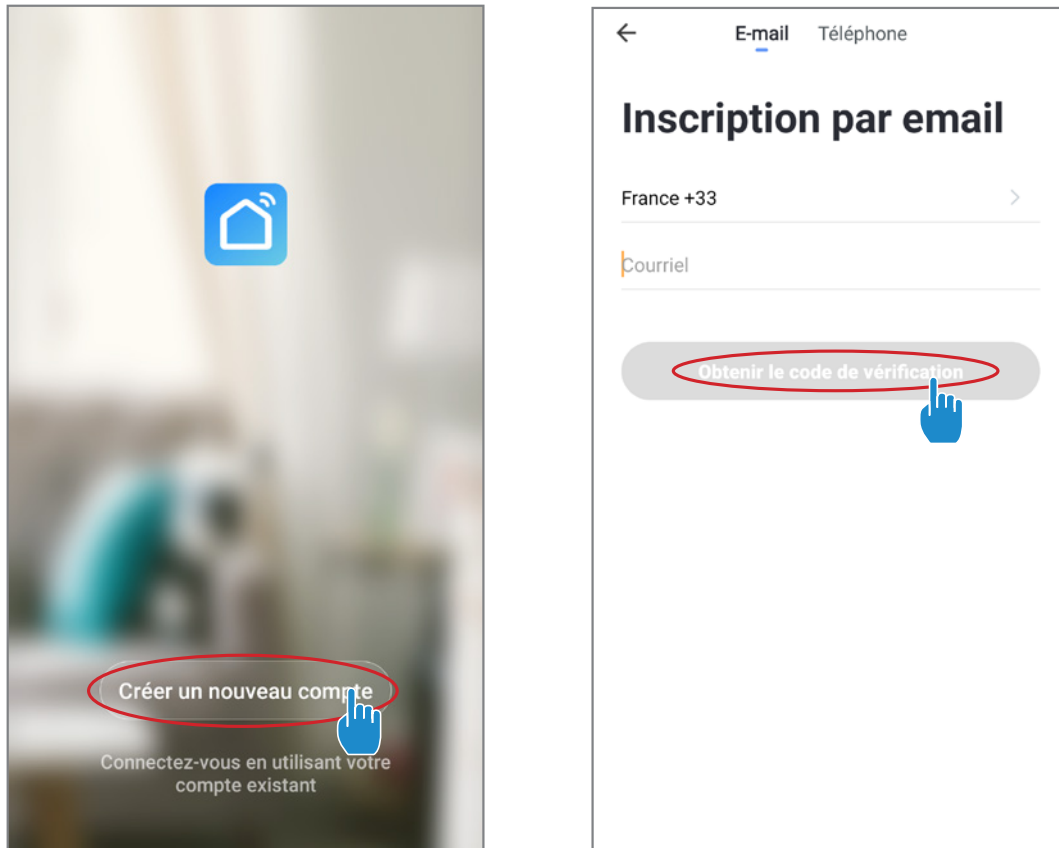 Créer un nouveau compte
Connectez-vous en utilisant votre
compte existant
E-mail Téléphone
Inscription par email
France +33
Courriel
Obtenir le code de vérification